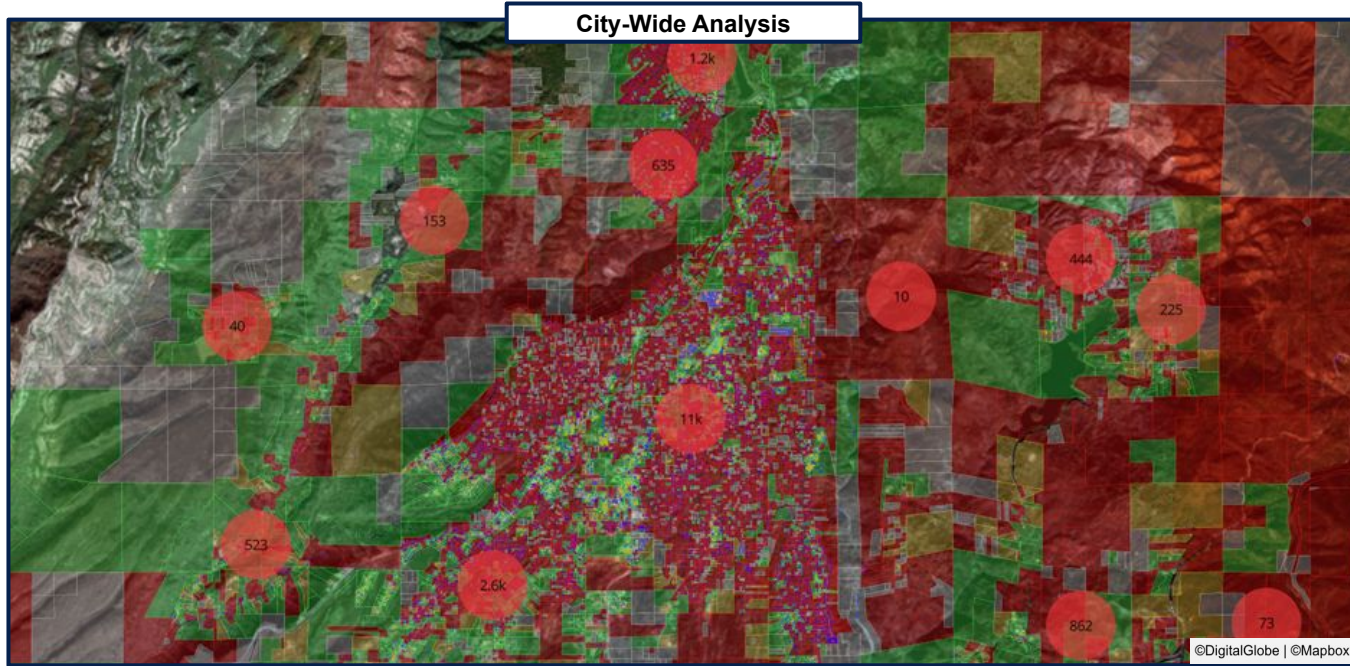 City-Wide Analysis
1.2k
635
153
444
10
225
40
11k
523
2.6k
862
73
©DigitalGlobe | ©Mapbox